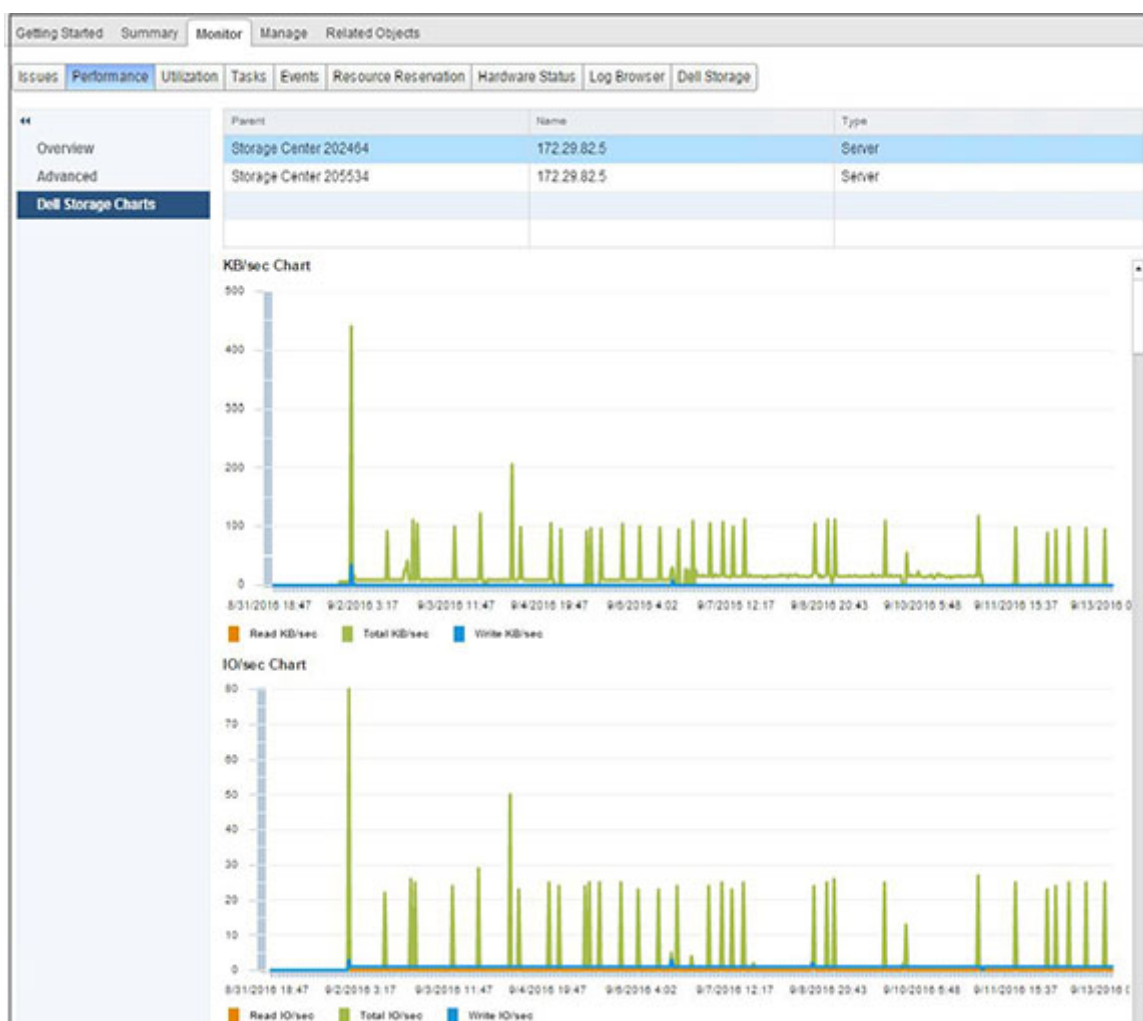 Getting Started Summary Monitor Manage Related Objects
Issues Performance Utilization Tasks Events Resource Reservation Hardware Status Log Browser Dell Storage
Overview
Advanced
Dell Storage Charts
Parent Name Type
Storage Center 202464 172.29.82.5 Server
Storage Center 205534 172.29.82.5 Server
KB/sec Chart
500
400
300
200
100
0
8/31/2016 18:47 9/2/2016 3:17 9/3/2016 11:47 9/4/2016 19:47 9/6/2016 4:02 9/7/2016 12:17 9/8/2016 20:43 9/10/2016 5:48 9/11/2016 15:37 9/13/2016 0
Read KB/sec Total KB/sec Write KB/sec
IO/sec Chart
80
70
60
50
40
30
20
10
0
8/31/2016 18:47 9/2/2016 3:17 9/3/2016 11:47 9/4/2016 19:47 9/6/2016 4:02 9/7/2016 12:17 9/8/2016 20:43 9/10/2016 5:48 9/11/2016 15:37 9/13/2016
Read IO/sec Total IO/sec Write IO/sec